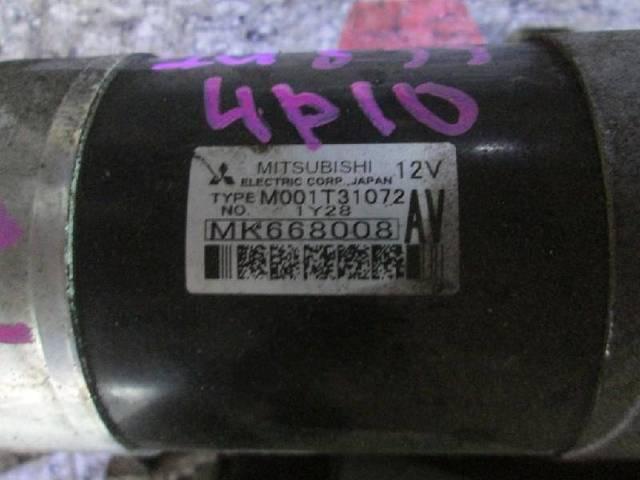 4P10
MITSUBISHI 12V
ELECTRIC CORP., JAPAN
TYPE M001T31072
NO. 1Y28
MK668008 AV